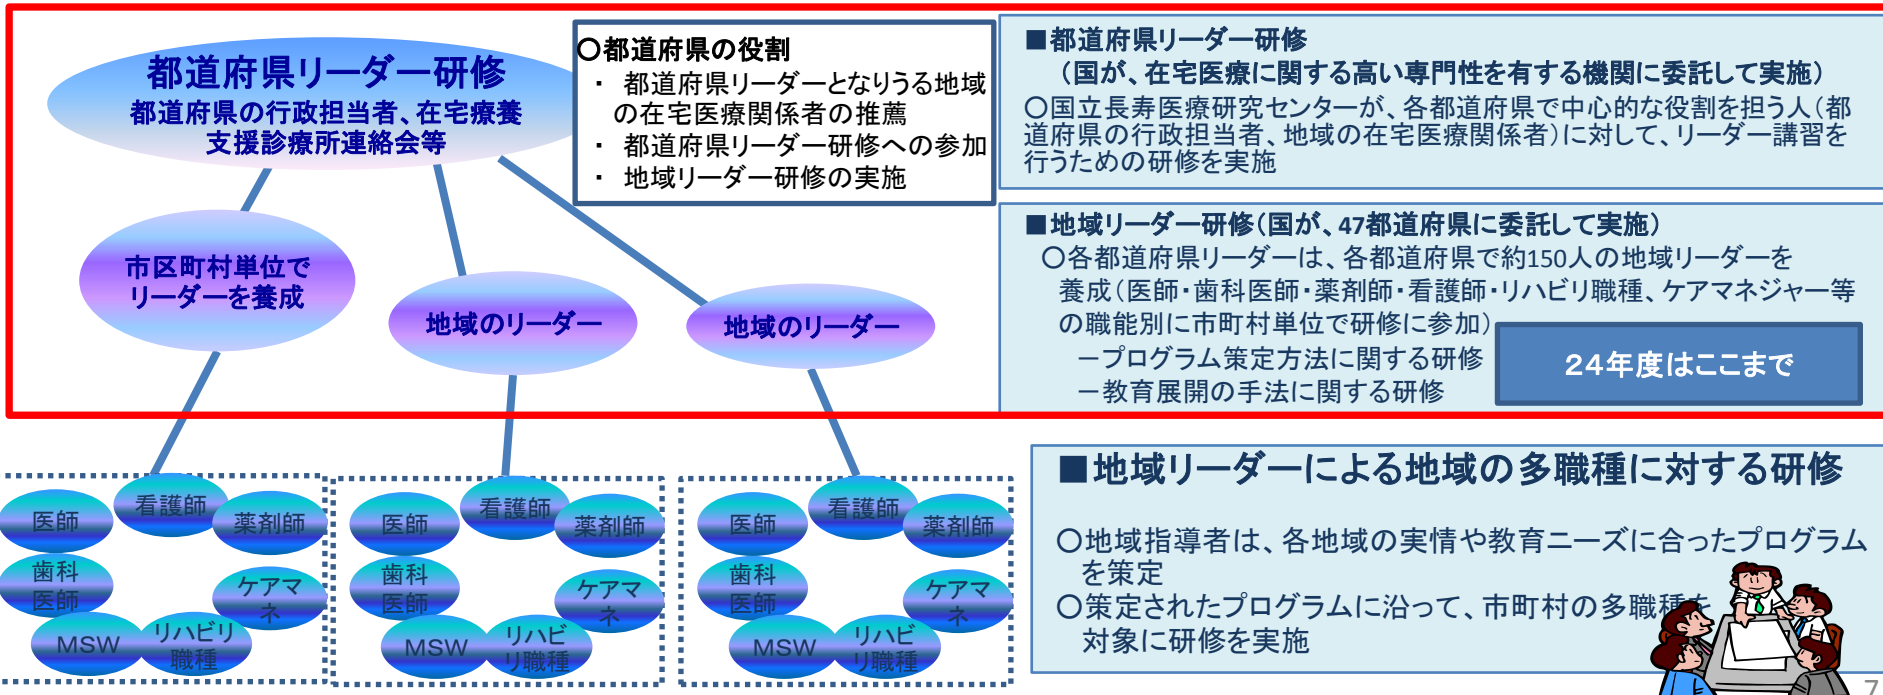 都道府県リーダー研修
都道府県の行政担当者、在宅療養
支援診療所連絡会等
〇都道府県の役割
・ 都道府県リーダーとなりうる地域
の在宅医療関係者の推薦
・ 都道府県リーダー研修への参加
・ 地域リーダー研修の実施
■都道府県リーダー研修
（国が、在宅医療に関する高い専門性を有する機関に委託して実施）
〇国立長寿医療研究センターが、各都道府県で中心的な役割を担う人（都
道府県の行政担当者、地域の在宅医療関係者）に対して、リーダー講習を
行うための研修を実施
市区町村単位で
リーダーを養成
地域のリーダー
地域のリーダー
■地域リーダー研修（国が、47都道府県に委託して実施）
〇各都道府県リーダーは、各都道府県で約150人の地域リーダーを
養成（医師・歯科医師・薬剤師・看護師・リハビリ職種、ケアマネジャー等
の職能別に市町村単位で研修に参加）
－プログラム策定方法に関する研修
－教育展開の手法に関する研修
２４年度はここまで
医師
看護師
薬剤師
歯科
医師
ケアマ
ネ
MSW
リハビリ
職種
医師
看護師
薬剤師
歯科
医師
ケアマ
ネ
MSW
リハビ
リ職種
医師
看護師
薬剤師
歯科
医師
ケアマ
ネ
MSW
リハビ
リ職種
■地域リーダーによる地域の多職種に対する研修
〇地域指導者は、各地域の実情や教育ニーズに合ったプログラム
を策定
〇策定されたプログラムに沿って、市町村の多職種を
対象に研修を実施
7